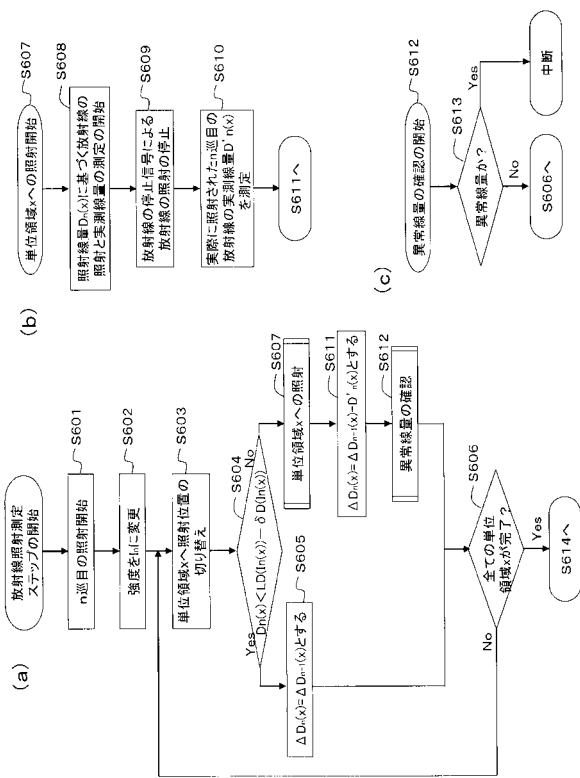 (a)
放射線照射測定
ステップの開始
S601
n巡目の照射開始
S602
強度をInに変更
S603
単位領域xへ照射位置の
切り替え
S604
Dn(x)<LD(In(x))-δD(In(x))
Yes
No
S605
ΔDn(x)=ΔDn-1(x)とする
S607
単位領域xへの照射
S611
ΔDn(x)=ΔDn-1(x)-D'n(x)とする
S612
異常線量の確認
S606
全ての単位
領域xが完了?
No
Yes
S614へ
(b)
S607
単位領域xへの照射開始
S608
照射線量Dn(x)に基づく放射線の
照射と実測線量の測定の開始
S609
放射線の停止信号による
放射線の照射の停止
S610
実際に照射されたn巡目の
放射線の実測線量D'n(x)
を測定
S611へ
(c)
S612
異常線量の確認の開始
S613
異常線量か?
Yes
No
中断
S606へ